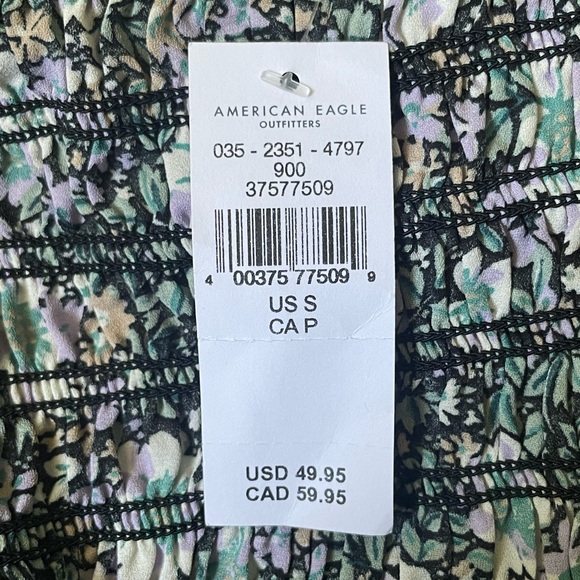 AMERICAN EAGLE
OUTFITTERS
035 - 2351 - 4797
900
37577509
4 00375 77509 9
US S
CA P
USD 49.95
CAD 59.95